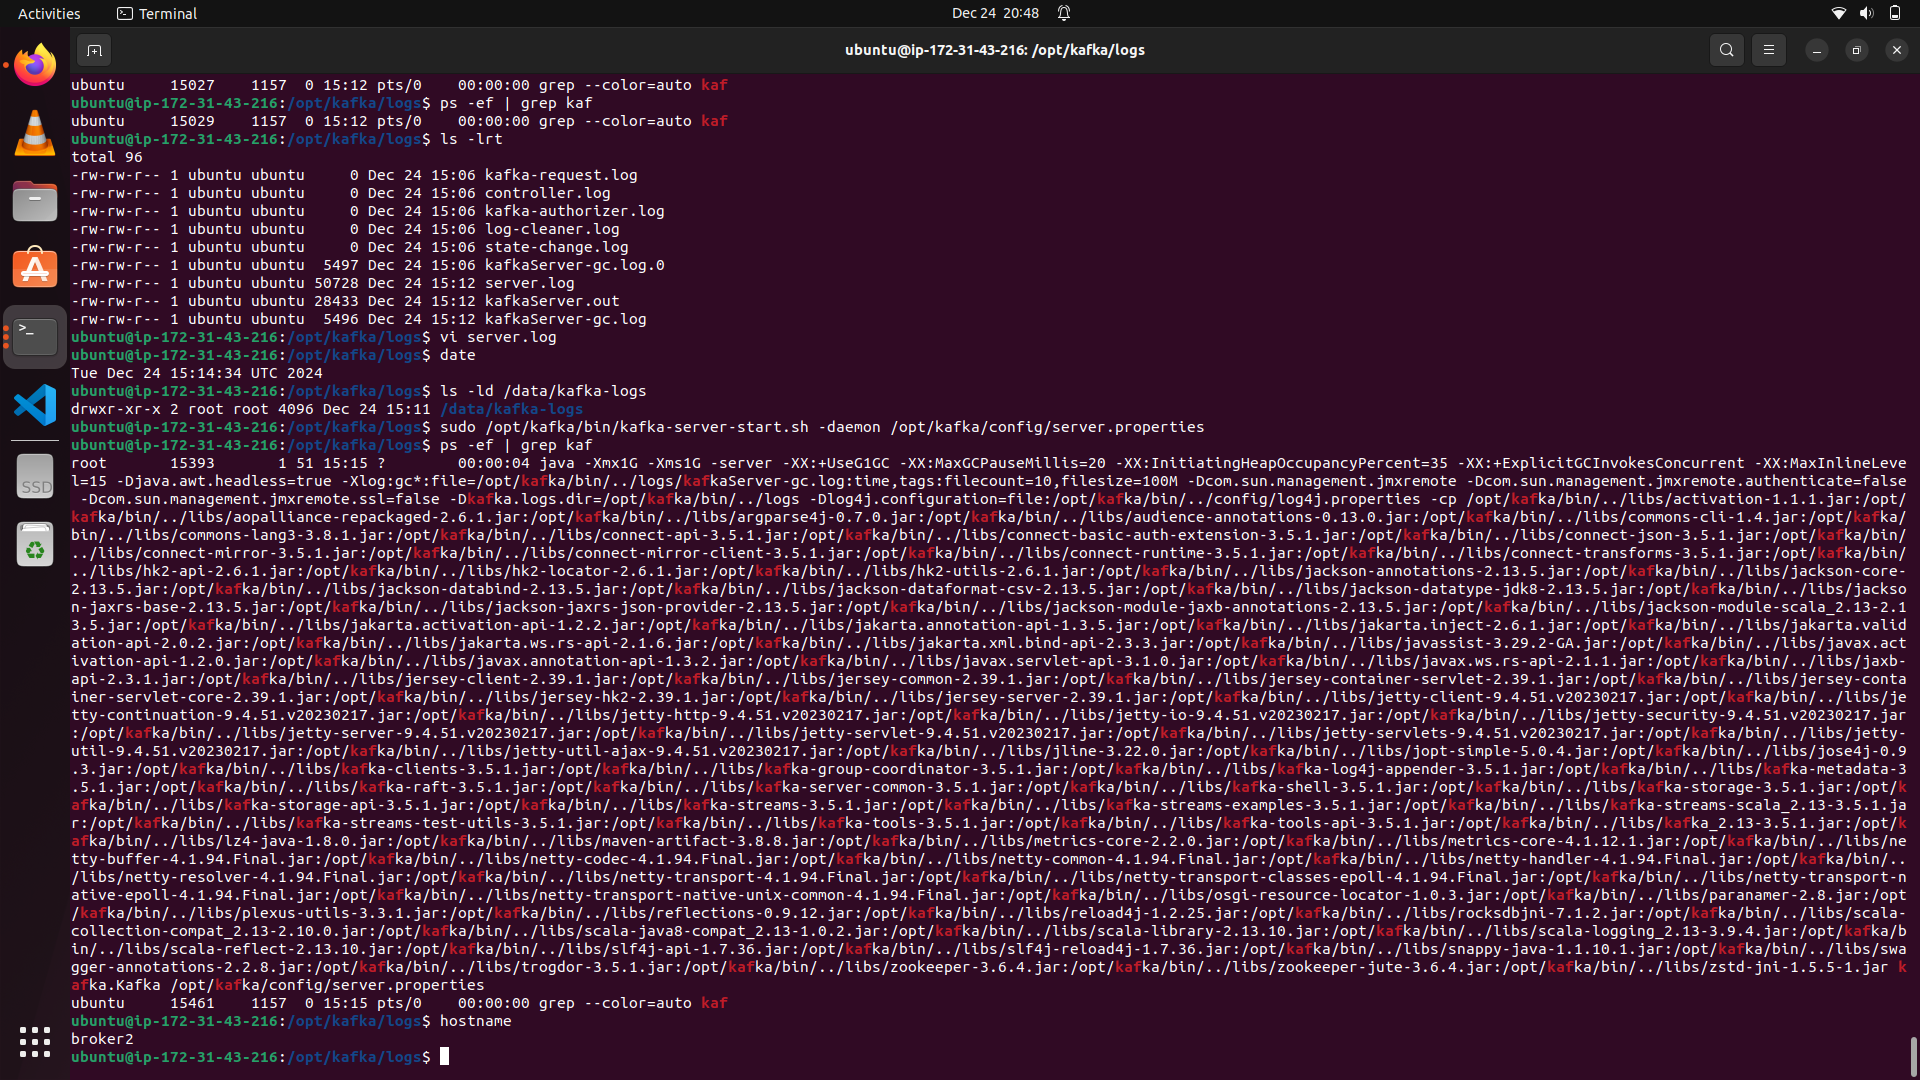 Activities Terminal Dec 24 20:48
ubuntu@ip-172-31-43-216: /opt/kafka/logs
ubuntu 15027 1157 0 15:12 pts/0 00:00:00 grep --color=auto kaf
ubuntu@ip-172-31-43-216:/opt/kafka/logs$ ps -ef | grep kaf
ubuntu 15029 1157 0 15:12 pts/0 00:00:00 grep --color=auto kaf
ubuntu@ip-172-31-43-216:/opt/kafka/logs$ ls -lrt
total 96
-rw-rw-r-- 1 ubuntu ubuntu 0 Dec 24 15:06 kafka-request.log
-rw-rw-r-- 1 ubuntu ubuntu 0 Dec 24 15:06 controller.log
-rw-rw-r-- 1 ubuntu ubuntu 0 Dec 24 15:06 kafka-authorizer.log
-rw-rw-r-- 1 ubuntu ubuntu 0 Dec 24 15:06 log-cleaner.log
-rw-rw-r-- 1 ubuntu ubuntu 0 Dec 24 15:06 state-change.log
-rw-rw-r-- 1 ubuntu ubuntu 5497 Dec 24 15:06 kafkaServer-gc.log.0
-rw-rw-r-- 1 ubuntu ubuntu 50728 Dec 24 15:12 server.log
-rw-rw-r-- 1 ubuntu ubuntu 28433 Dec 24 15:12 kafkaServer.out
-rw-rw-r-- 1 ubuntu ubuntu 5496 Dec 24 15:12 kafkaServer-gc.log
ubuntu@ip-172-31-43-216:/opt/kafka/logs$ vi server.log
ubuntu@ip-172-31-43-216:/opt/kafka/logs$ date
Tue Dec 24 15:14:34 UTC 2024
ubuntu@ip-172-31-43-216:/opt/kafka/logs$ ls -ld /data/kafka-logs
drwxr-xr-x 2 root root 4096 Dec 24 15:11 /data/kafka-logs
ubuntu@ip-172-31-43-216:/opt/kafka/logs$ sudo /opt/kafka/bin/kafka-server-start.sh -daemon /opt/kafka/config/server.properties
ubuntu@ip-172-31-43-216:/opt/kafka/logs$ ps -ef | grep kaf
root 15393 1 51 15:15 ? 00:00:04 java -Xmx1G -Xms1G -server -XX:+UseG1GC -XX:MaxGCPauseMillis=20 -XX:InitiatingHeapOccupancyPercent=35 -XX:+ExplicitGCInvokesConcurrent -XX:MaxInlineLeve
l=15 -Djava.awt.headless=true -Xlog:gc*:file=/opt/kafka/bin/../logs/kafkaServer-gc.log:time,tags:filecount=10,filesize=100M -Dcom.sun.management.jmxremote -Dcom.sun.management.jmxremote.authenticate=false
-Dcom.sun.management.jmxremote.ssl=false -Dkafka.logs.dir=/opt/kafka/bin/../logs -Dlog4j.configuration=file:/opt/kafka/bin/../config/log4j.properties -cp /opt/kafka/bin/../libs/activation-1.1.1.jar:/opt/
kafka/bin/../libs/aopalliance-repackaged-2.6.1.jar:/opt/kafka/bin/../libs/argparse4j-0.7.0.jar:/opt/kafka/bin/../libs/audience-annotations-0.13.0.jar:/opt/kafka/bin/../libs/commons-cli-1.4.jar:/opt/kafka/
bin/../libs/commons-lang3-3.8.1.jar:/opt/kafka/bin/../libs/connect-api-3.5.1.jar:/opt/kafka/bin/../libs/connect-basic-auth-extension-3.5.1.jar:/opt/kafka/bin/../libs/connect-json-3.5.1.jar:/opt/kafka/bin/
../libs/connect-mirror-3.5.1.jar:/opt/kafka/bin/../libs/connect-mirror-client-3.5.1.jar:/opt/kafka/bin/../libs/connect-runtime-3.5.1.jar:/opt/kafka/bin/../libs/connect-transforms-3.5.1.jar:/opt/kafka/bin/
../libs/hk2-api-2.6.1.jar:/opt/kafka/bin/../libs/hk2-locator-2.6.1.jar:/opt/kafka/bin/../libs/hk2-utils-2.6.1.jar:/opt/kafka/bin/../libs/jackson-annotations-2.13.5.jar:/opt/kafka/bin/../libs/jackson-core-
2.13.5.jar:/opt/kafka/bin/../libs/jackson-databind-2.13.5.jar:/opt/kafka/bin/../libs/jackson-dataformat-csv-2.13.5.jar:/opt/kafka/bin/../libs/jackson-datatype-jdk8-2.13.5.jar:/opt/kafka/bin/../libs/jackso
n-jaxrs-base-2.13.5.jar:/opt/kafka/bin/../libs/jackson-jaxrs-json-provider-2.13.5.jar:/opt/kafka/bin/../libs/jackson-module-jaxb-annotations-2.13.5.jar:/opt/kafka/bin/../libs/jackson-module-scala_2.13-2.1
3.5.jar:/opt/kafka/bin/../libs/jakarta.activation-api-1.2.2.jar:/opt/kafka/bin/../libs/jakarta.annotation-api-1.3.5.jar:/opt/kafka/bin/../libs/jakarta.inject-2.6.1.jar:/opt/kafka/bin/../libs/jakarta.valid
ation-api-2.0.2.jar:/opt/kafka/bin/../libs/jakarta.ws.rs-api-2.1.6.jar:/opt/kafka/bin/../libs/jakarta.xml.bind-api-2.3.3.jar:/opt/kafka/bin/../libs/javassist-3.29.2-GA.jar:/opt/kafka/bin/../libs/javax.act
ivation-api-1.2.0.jar:/opt/kafka/bin/../libs/javax.annotation-api-1.3.2.jar:/opt/kafka/bin/../libs/javax.servlet-api-3.1.0.jar:/opt/kafka/bin/../libs/javax.ws.rs-api-2.1.1.jar:/opt/kafka/bin/../libs/jaxb-
api-2.3.1.jar:/opt/kafka/bin/../libs/jersey-client-2.39.1.jar:/opt/kafka/bin/../libs/jersey-common-2.39.1.jar:/opt/kafka/bin/../libs/jersey-container-servlet-2.39.1.jar:/opt/kafka/bin/../libs/jersey-conta
iner-servlet-core-2.39.1.jar:/opt/kafka/bin/../libs/jersey-hk2-2.39.1.jar:/opt/kafka/bin/../libs/jersey-server-2.39.1.jar:/opt/kafka/bin/../libs/jetty-client-9.4.51.v20230217.jar:/opt/kafka/bin/../libs/je
tty-continuation-9.4.51.v20230217.jar:/opt/kafka/bin/../libs/jetty-http-9.4.51.v20230217.jar:/opt/kafka/bin/../libs/jetty-io-9.4.51.v20230217.jar:/opt/kafka/bin/../libs/jetty-security-9.4.51.v20230217.jar
:/opt/kafka/bin/../libs/jetty-server-9.4.51.v20230217.jar:/opt/kafka/bin/../libs/jetty-servlet-9.4.51.v20230217.jar:/opt/kafka/bin/../libs/jetty-servlets-9.4.51.v20230217.jar:/opt/kafka/bin/../libs/jetty-
util-9.4.51.v20230217.jar:/opt/kafka/bin/../libs/jetty-util-ajax-9.4.51.v20230217.jar:/opt/kafka/bin/../libs/jline-3.22.0.jar:/opt/kafka/bin/../libs/jopt-simple-5.0.4.jar:/opt/kafka/bin/../libs/jose4j-0.9
.3.jar:/opt/kafka/bin/../libs/kafka-clients-3.5.1.jar:/opt/kafka/bin/../libs/kafka-group-coordinator-3.5.1.jar:/opt/kafka/bin/../libs/kafka-log4j-appender-3.5.1.jar:/opt/kafka/bin/../libs/kafka-metadata-3
.5.1.jar:/opt/kafka/bin/../libs/kafka-raft-3.5.1.jar:/opt/kafka/bin/../libs/kafka-server-common-3.5.1.jar:/opt/kafka/bin/../libs/kafka-shell-3.5.1.jar:/opt/kafka/bin/../libs/kafka-storage-3.5.1.jar:/opt/k
afka/bin/../libs/kafka-storage-api-3.5.1.jar:/opt/kafka/bin/../libs/kafka-streams-3.5.1.jar:/opt/kafka/bin/../libs/kafka-streams-examples-3.5.1.jar:/opt/kafka/bin/../libs/kafka-streams-scala_2.13-3.5.1.ja
r:/opt/kafka/bin/../libs/kafka-streams-test-utils-3.5.1.jar:/opt/kafka/bin/../libs/kafka-tools-3.5.1.jar:/opt/kafka/bin/../libs/kafka-tools-api-3.5.1.jar:/opt/kafka/bin/../libs/kafka_2.13-3.5.1.jar:/opt/k
afka/bin/../libs/lz4-java-1.8.0.jar:/opt/kafka/bin/../libs/maven-artifact-3.8.8.jar:/opt/kafka/bin/../libs/metrics-core-2.2.0.jar:/opt/kafka/bin/../libs/metrics-core-4.1.12.1.jar:/opt/kafka/bin/../libs/ne
tty-buffer-4.1.94.Final.jar:/opt/kafka/bin/../libs/netty-codec-4.1.94.Final.jar:/opt/kafka/bin/../libs/netty-common-4.1.94.Final.jar:/opt/kafka/bin/../libs/netty-handler-4.1.94.Final.jar:/opt/kafka/bin/..
/libs/netty-resolver-4.1.94.Final.jar:/opt/kafka/bin/../libs/netty-transport-4.1.94.Final.jar:/opt/kafka/bin/../libs/netty-transport-classes-epoll-4.1.94.Final.jar:/opt/kafka/bin/../libs/netty-transport-n
ative-epoll-4.1.94.Final.jar:/opt/kafka/bin/../libs/netty-transport-native-unix-common-4.1.94.Final.jar:/opt/kafka/bin/../libs/osgi-resource-locator-1.0.3.jar:/opt/kafka/bin/../libs/paranamer-2.8.jar:/opt
/kafka/bin/../libs/plexus-utils-3.3.1.jar:/opt/kafka/bin/../libs/reflections-0.9.12.jar:/opt/kafka/bin/../libs/reload4j-1.2.25.jar:/opt/kafka/bin/../libs/rocksdbjni-7.1.2.jar:/opt/kafka/bin/../libs/scala-
collection-compat_2.13-2.10.0.jar:/opt/kafka/bin/../libs/scala-java8-compat_2.13-1.0.2.jar:/opt/kafka/bin/../libs/scala-library-2.13.10.jar:/opt/kafka/bin/../libs/scala-logging_2.13-3.9.4.jar:/opt/kafka/b
in/../libs/scala-reflect-2.13.10.jar:/opt/kafka/bin/../libs/slf4j-api-1.7.36.jar:/opt/kafka/bin/../libs/slf4j-reload4j-1.7.36.jar:/opt/kafka/bin/../libs/snappy-java-1.1.10.1.jar:/opt/kafka/bin/../libs/swa
gger-annotations-2.2.8.jar:/opt/kafka/bin/../libs/trogdor-3.5.1.jar:/opt/kafka/bin/../libs/zookeeper-3.6.4.jar:/opt/kafka/bin/../libs/zookeeper-jute-3.6.4.jar:/opt/kafka/bin/../libs/zstd-jni-1.5.5-1.jar k
afka.Kafka /opt/kafka/config/server.properties
ubuntu 15461 1157 0 15:15 pts/0 00:00:00 grep --color=auto kaf
ubuntu@ip-172-31-43-216:/opt/kafka/logs$ hostname
broker2
ubuntu@ip-172-31-43-216:/opt/kafka/logs$
SSD